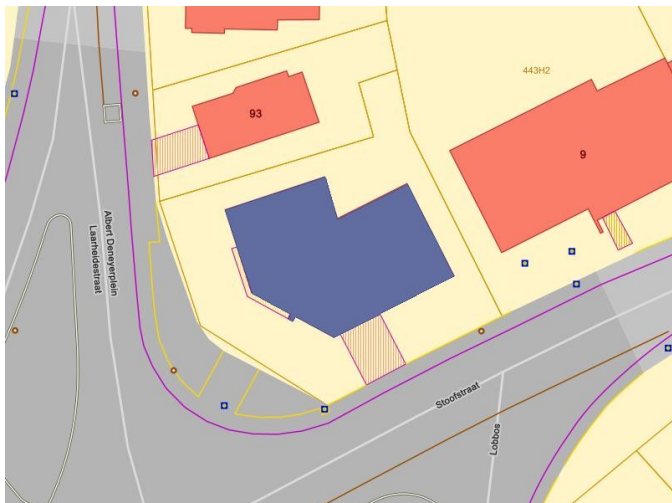 443H2
93
9
Albert Deneyerplein
Laarheidestraat
Stoofstraat
Lobbos